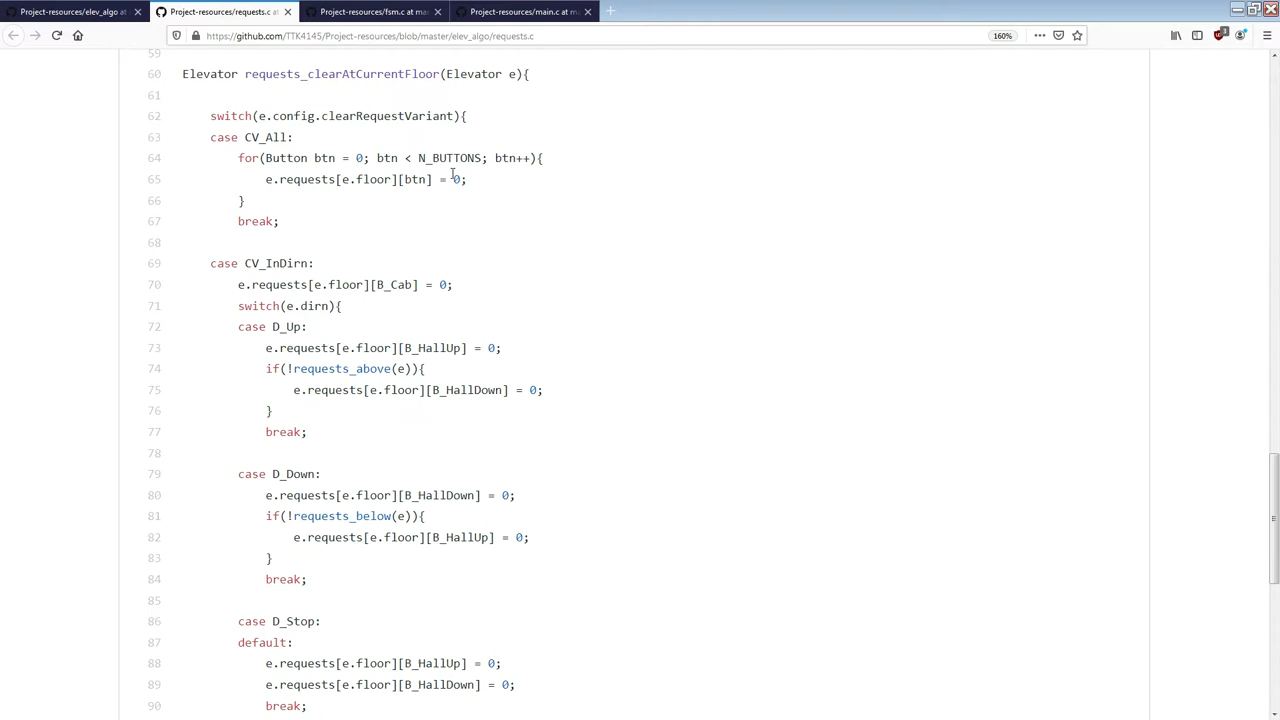 Project-resources/elev_algo at
Project-resources/requests.c at
Project-resources/fsm.c at mas
Project-resources/main.c at ma
https://github.com/TTK4145/Project-resources/blob/master/elev_algo/requests.c
160%
3
59
60 Elevator requests_clearAtCurrentFloor(Elevator e){
61
62 switch(e.config.clearRequestVariant){
63 case CV_All:
64 for(Button btn = 0; btn < N_BUTTONS; btn++){
65 e.requests[e.floor][btn] = 0;
66 }
67 break;
68
69 case CV_InDirn:
70 e.requests[e.floor][B_Cab] = 0;
71 switch(e.dirn){
72 case D_Up:
73 e.requests[e.floor][B_HallUp] = 0;
74 if(!requests_above(e)){
75 e.requests[e.floor][B_HallDown] = 0;
76 }
77 break;
78
79 case D_Down:
80 e.requests[e.floor][B_HallDown] = 0;
81 if(!requests_below(e)){
82 e.requests[e.floor][B_HallUp] = 0;
83 }
84 break;
85
86 case D_Stop:
87 default:
88 e.requests[e.floor][B_HallUp] = 0;
89 e.requests[e.floor][B_HallDown] = 0;
90 break;